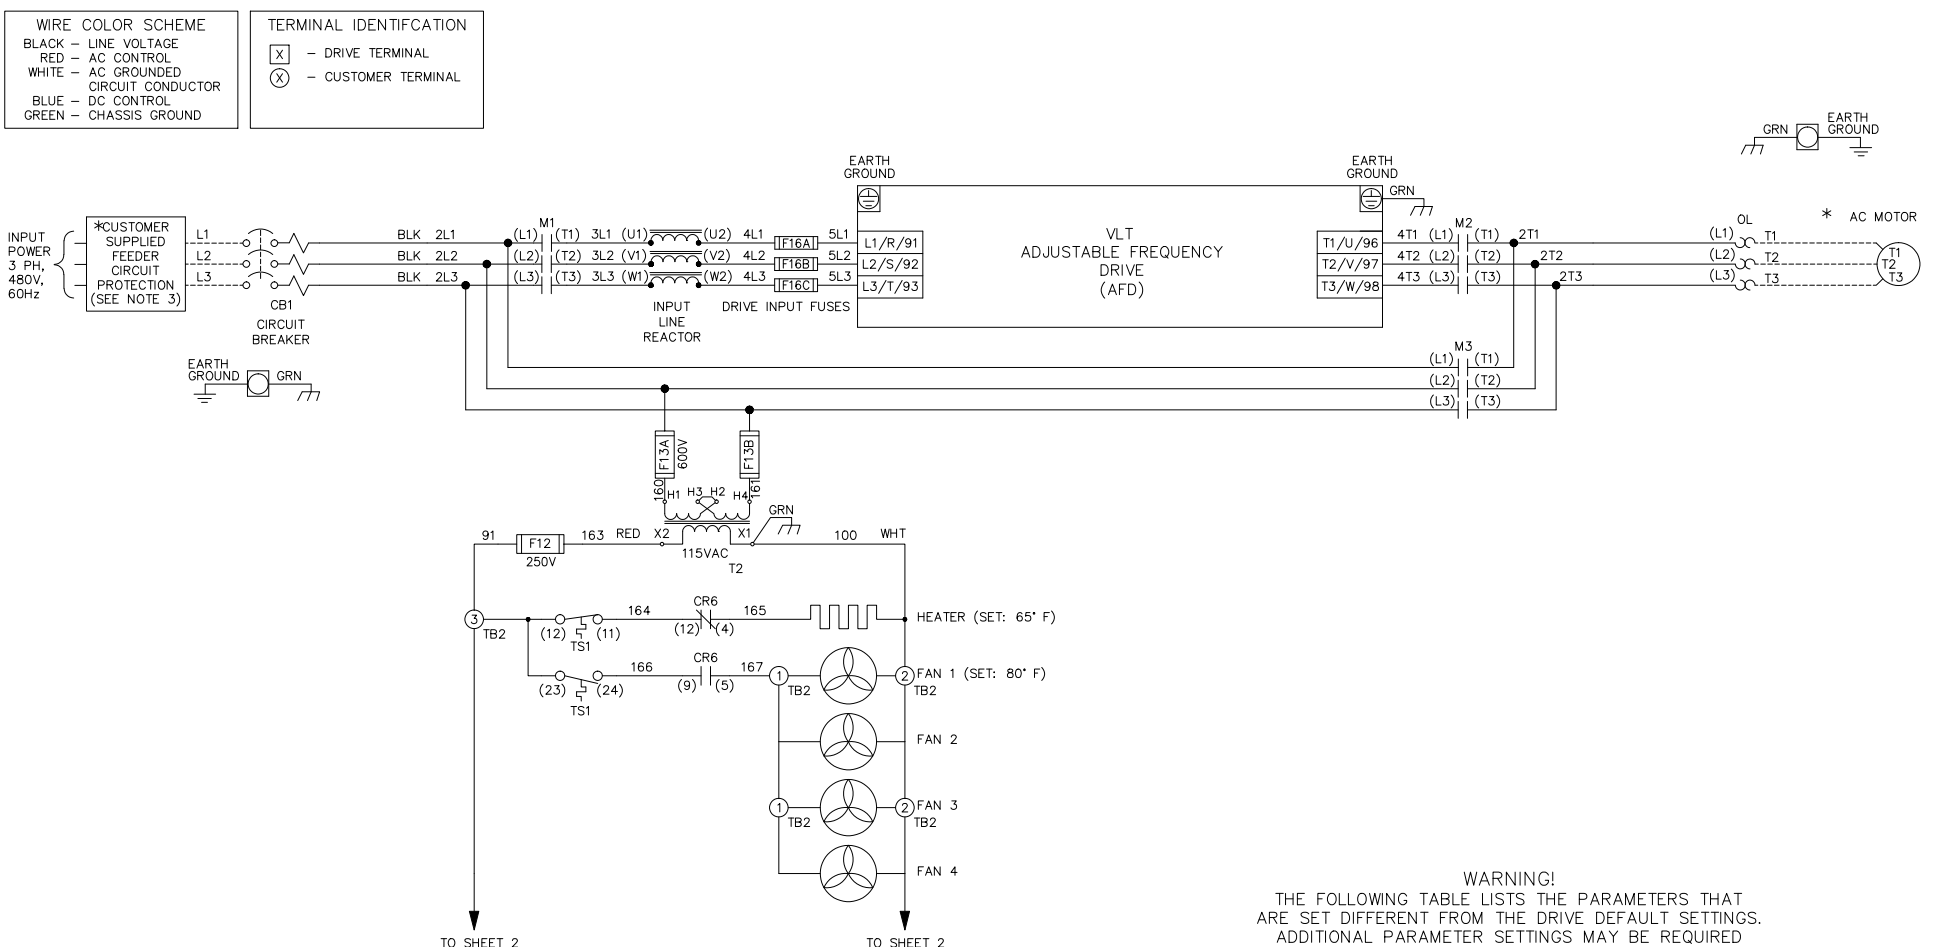 WIRE COLOR SCHEME
BLACK – LINE VOLTAGE
RED – AC CONTROL
WHITE – AC GROUNDED
CIRCUIT CONDUCTOR
BLUE – DC CONTROL
GREEN – CHASSIS GROUND
TERMINAL IDENTIFCATION
X – DRIVE TERMINAL
X – CUSTOMER TERMINAL
GRN
EARTH
GROUND
EARTH
GROUND
EARTH
GROUND
GRN
INPUT
POWER
3 PH,
480V,
60Hz
*CUSTOMER
SUPPLIED
FEEDER
CIRCUIT
PROTECTION
(SEE NOTE 3)
L1
L2
L3
CB1
CIRCUIT
BREAKER
M1
BLK 2L1 (L1) (T1) 3L1 (U1) (U2) 4L1 F16A 5L1 L1/R/91
BLK 2L2 (L2) (T2) 3L2 (V1) (V2) 4L2 F16B 5L2 L2/S/92
BLK 2L3 (L3) (T3) 3L3 (W1) (W2) 4L3 F16C 5L3 L3/T/93
INPUT
LINE
REACTOR
DRIVE INPUT FUSES
VLT
ADJUSTABLE FREQUENCY
DRIVE
(AFD)
M2
T1/U/96 4T1 (L1) (T1) 2T1
T2/V/97 4T2 (L2) (T2) 2T2
T3/W/98 4T3 (L3) (T3) 2T3
OL
* AC MOTOR
(L1) T1
(L2) T2
(L3) T3
T1
T2
T3
EARTH
GROUND
GRN
M3
(L1) (T1)
(L2) (T2)
(L3) (T3)
F13A
600V
F13B
160
161
H1 H3 H2 H4
GRN
91 F12 163 RED X2 X1 100 WHT
250V
115VAC
T2
CR6
164 165
3 TB2 (12) (11) (12) (4) HEATER (SET: 65° F)
TS1
CR6
166 167
(23) (24) (9) (5) 1 TB2 2 TB2 FAN 1 (SET: 80° F)
TS1
FAN 2
1 TB2 2 TB2 FAN 3
FAN 4
TO SHEET 2
TO SHEET 2
WARNING!
THE FOLLOWING TABLE LISTS THE PARAMETERS THAT
ARE SET DIFFERENT FROM THE DRIVE DEFAULT SETTINGS.
ADDITIONAL PARAMETER SETTINGS MAY BE REQUIRED